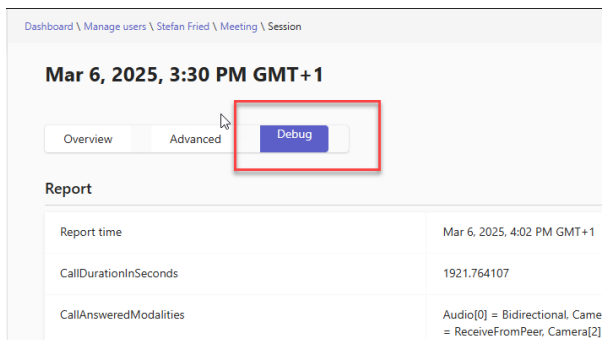 Dashboard \ Manage users \ Stefan Fried \ Meeting \ Session
Mar 6, 2025, 3:30 PM GMT+1
Overview Advanced Debug
Report
Report time Mar 6, 2025, 4:02 PM GMT+1
CallDurationInSeconds 1921.764107
CallAnsweredModalities Audio[0] = Bidirectional, Came
= ReceiveFromPeer, Camera[2]